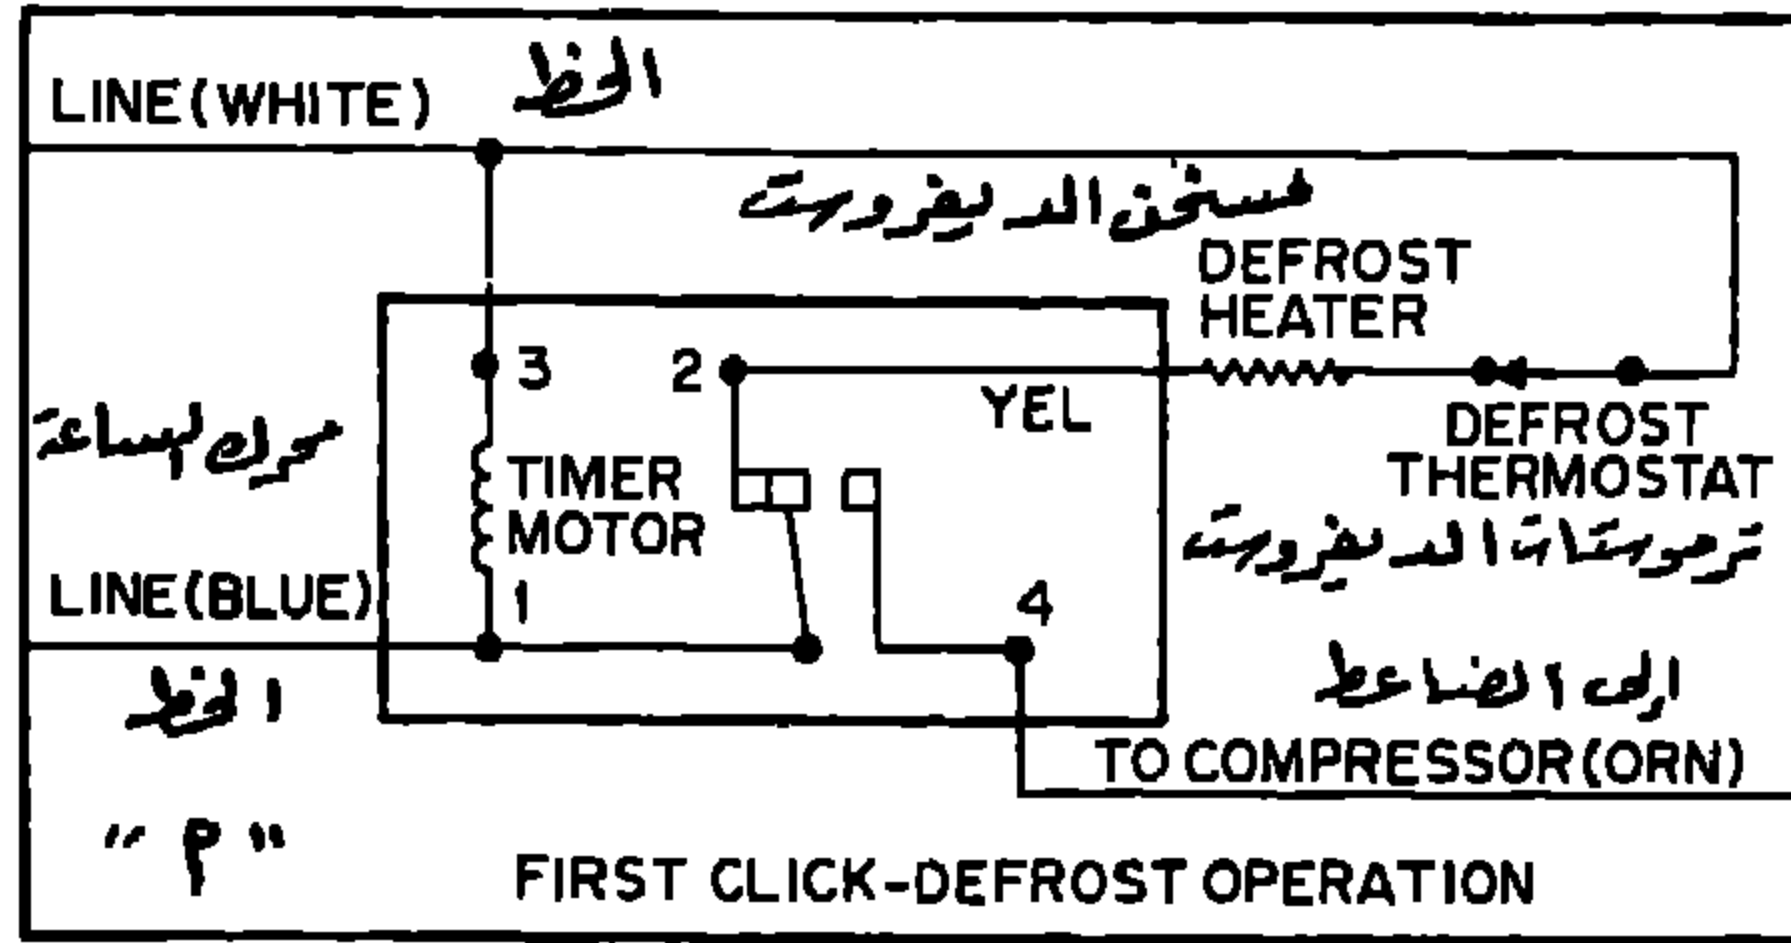 LINE(WHITE)
الخط
مسخن الديفروست
DEFROST
HEATER
3
2
YEL
محرك الساعة
TIMER
MOTOR
DEFROST
THERMOSTAT
ترموستات الديفروست
LINE(BLUE)
1
4
الخط
إلى الضاغط
TO COMPRESSOR(ORN)
FIRST CLICK-DEFROST OPERATION